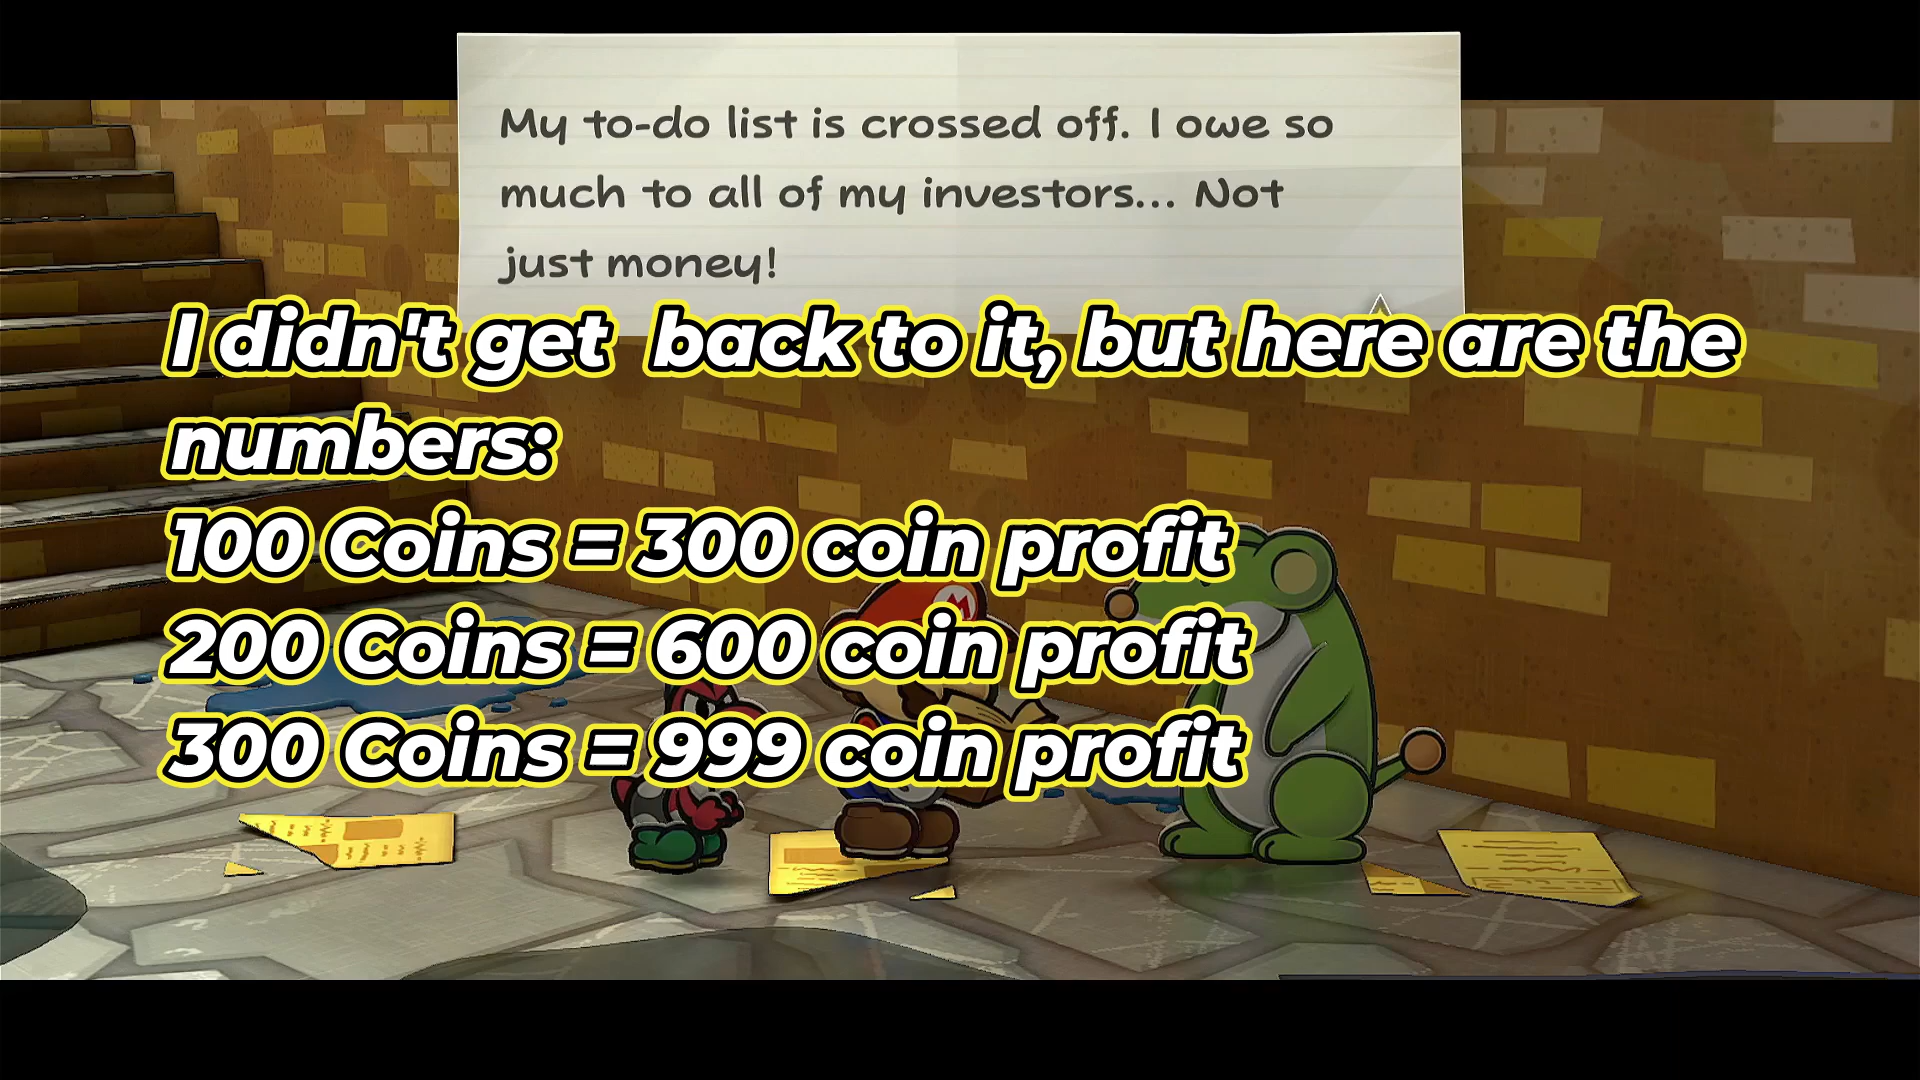 My to-do list is crossed off. I owe so
much to all of my investors... Not
just money!
I didn't get  back to it, but here are the
numbers:
100 Coins = 300 coin profit
200 Coins = 600 coin profit
300 Coins = 999 coin profit
M